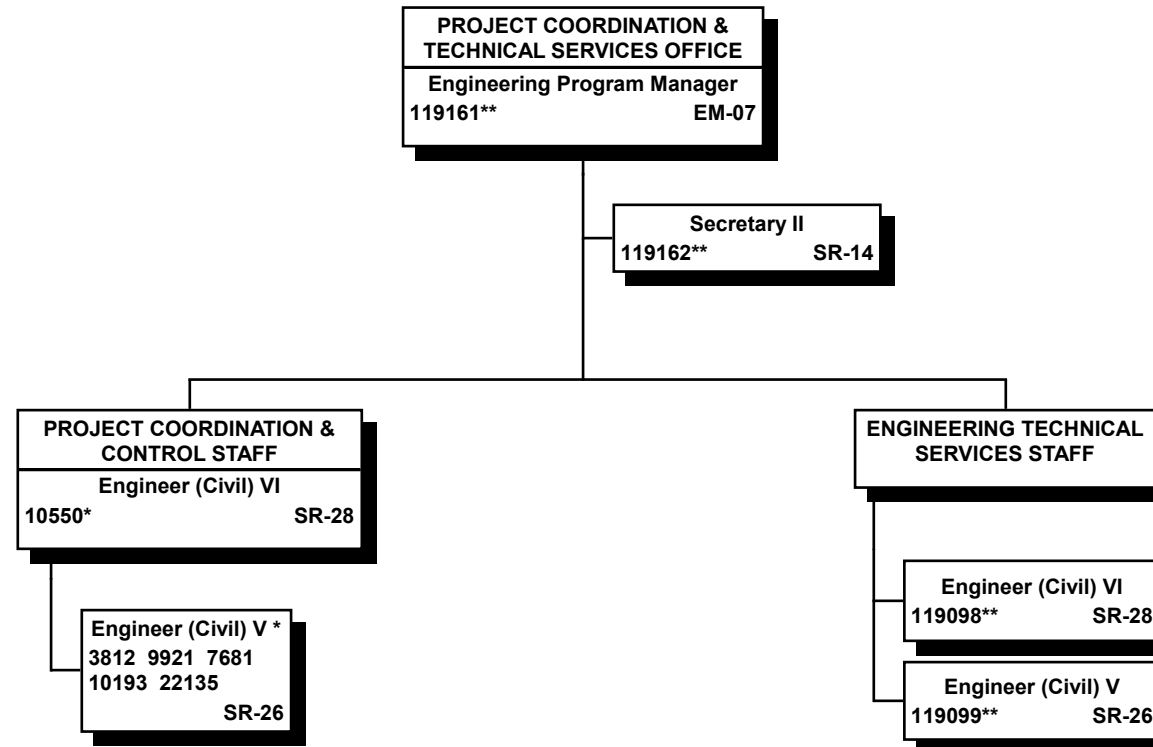 PROJECT COORDINATION &
TECHNICAL SERVICES OFFICE
Engineering Program Manager
119161** EM-07
Secretary II
119162** SR-14
PROJECT COORDINATION &
CONTROL STAFF
Engineer (Civil) VI
10550* SR-28
Engineer (Civil) V *
3812 9921 7681
10193 22135
SR-26
ENGINEERING TECHNICAL
SERVICES STAFF
Engineer (Civil) VI
119098** SR-28
Engineer (Civil) V
119099** SR-26